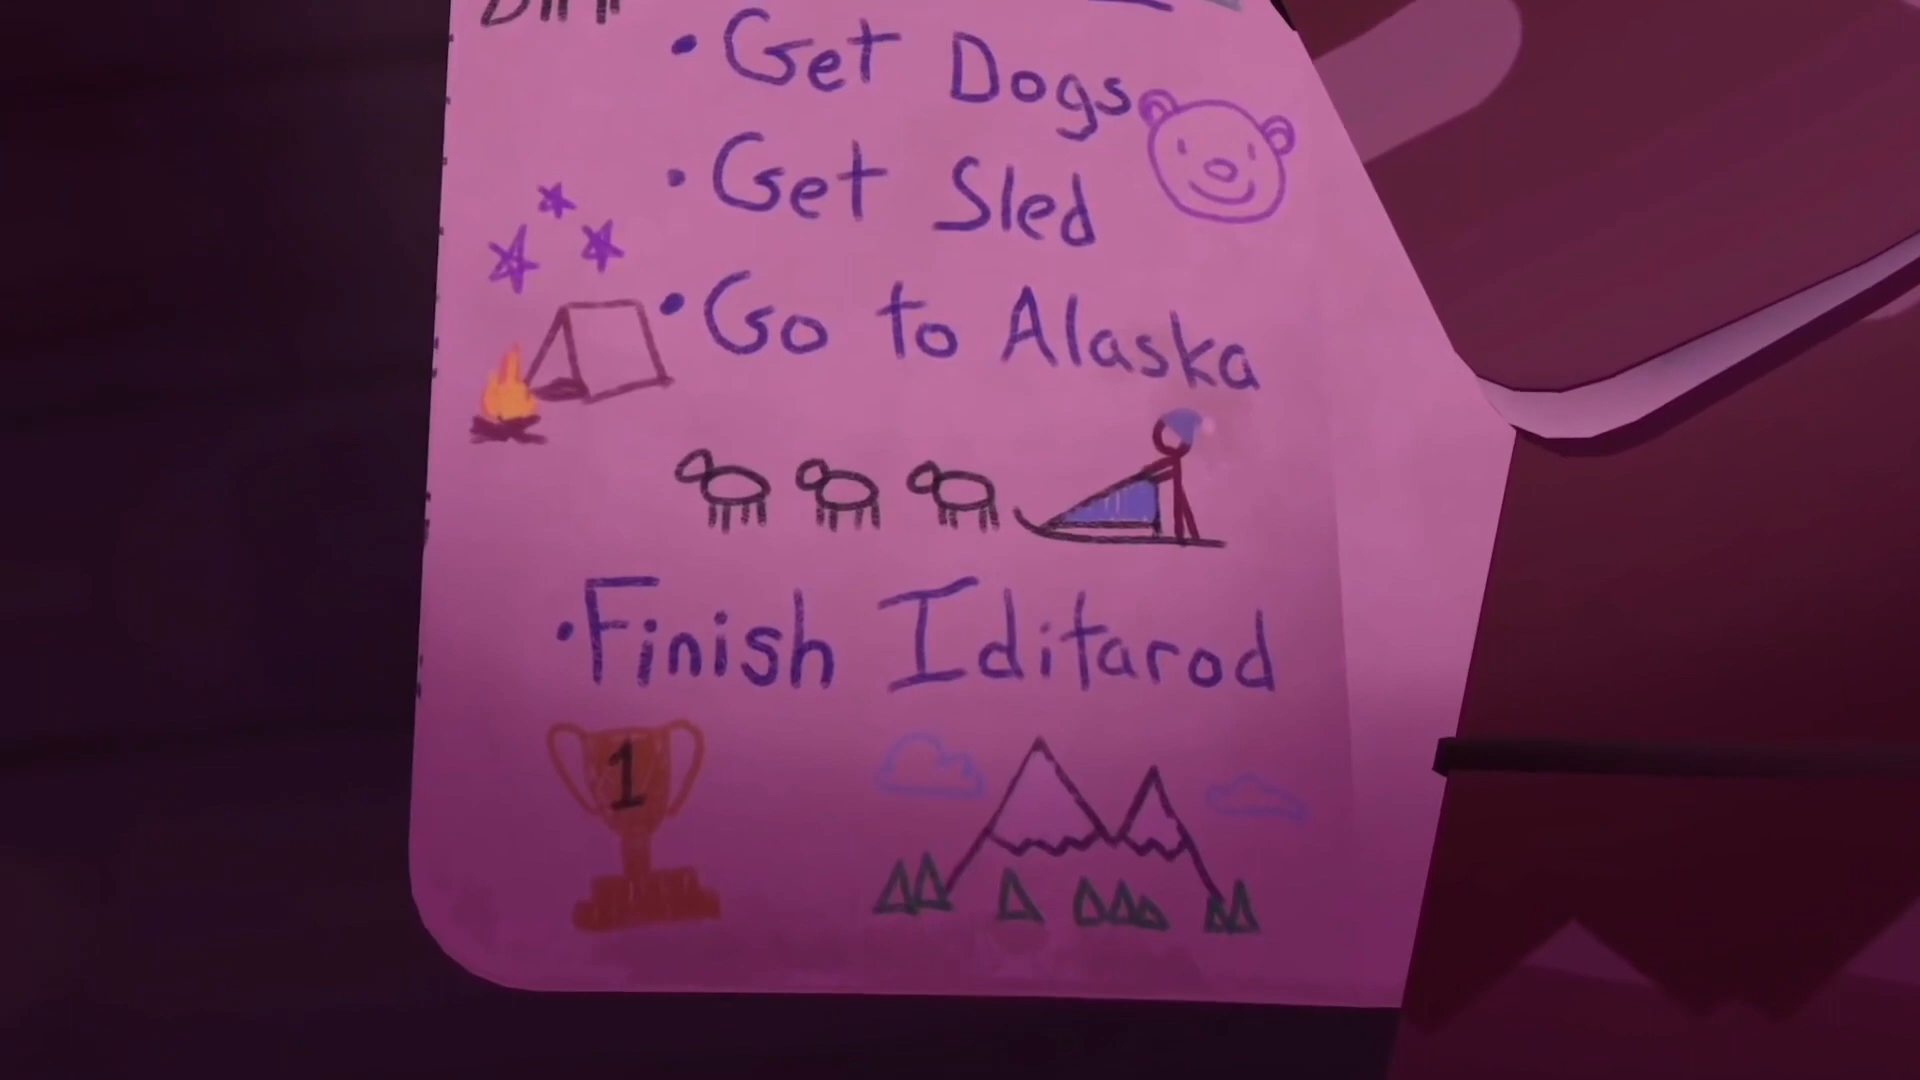 • Get Dogs
• Get Sled
• Go to Alaska
• Finish Iditarod
1